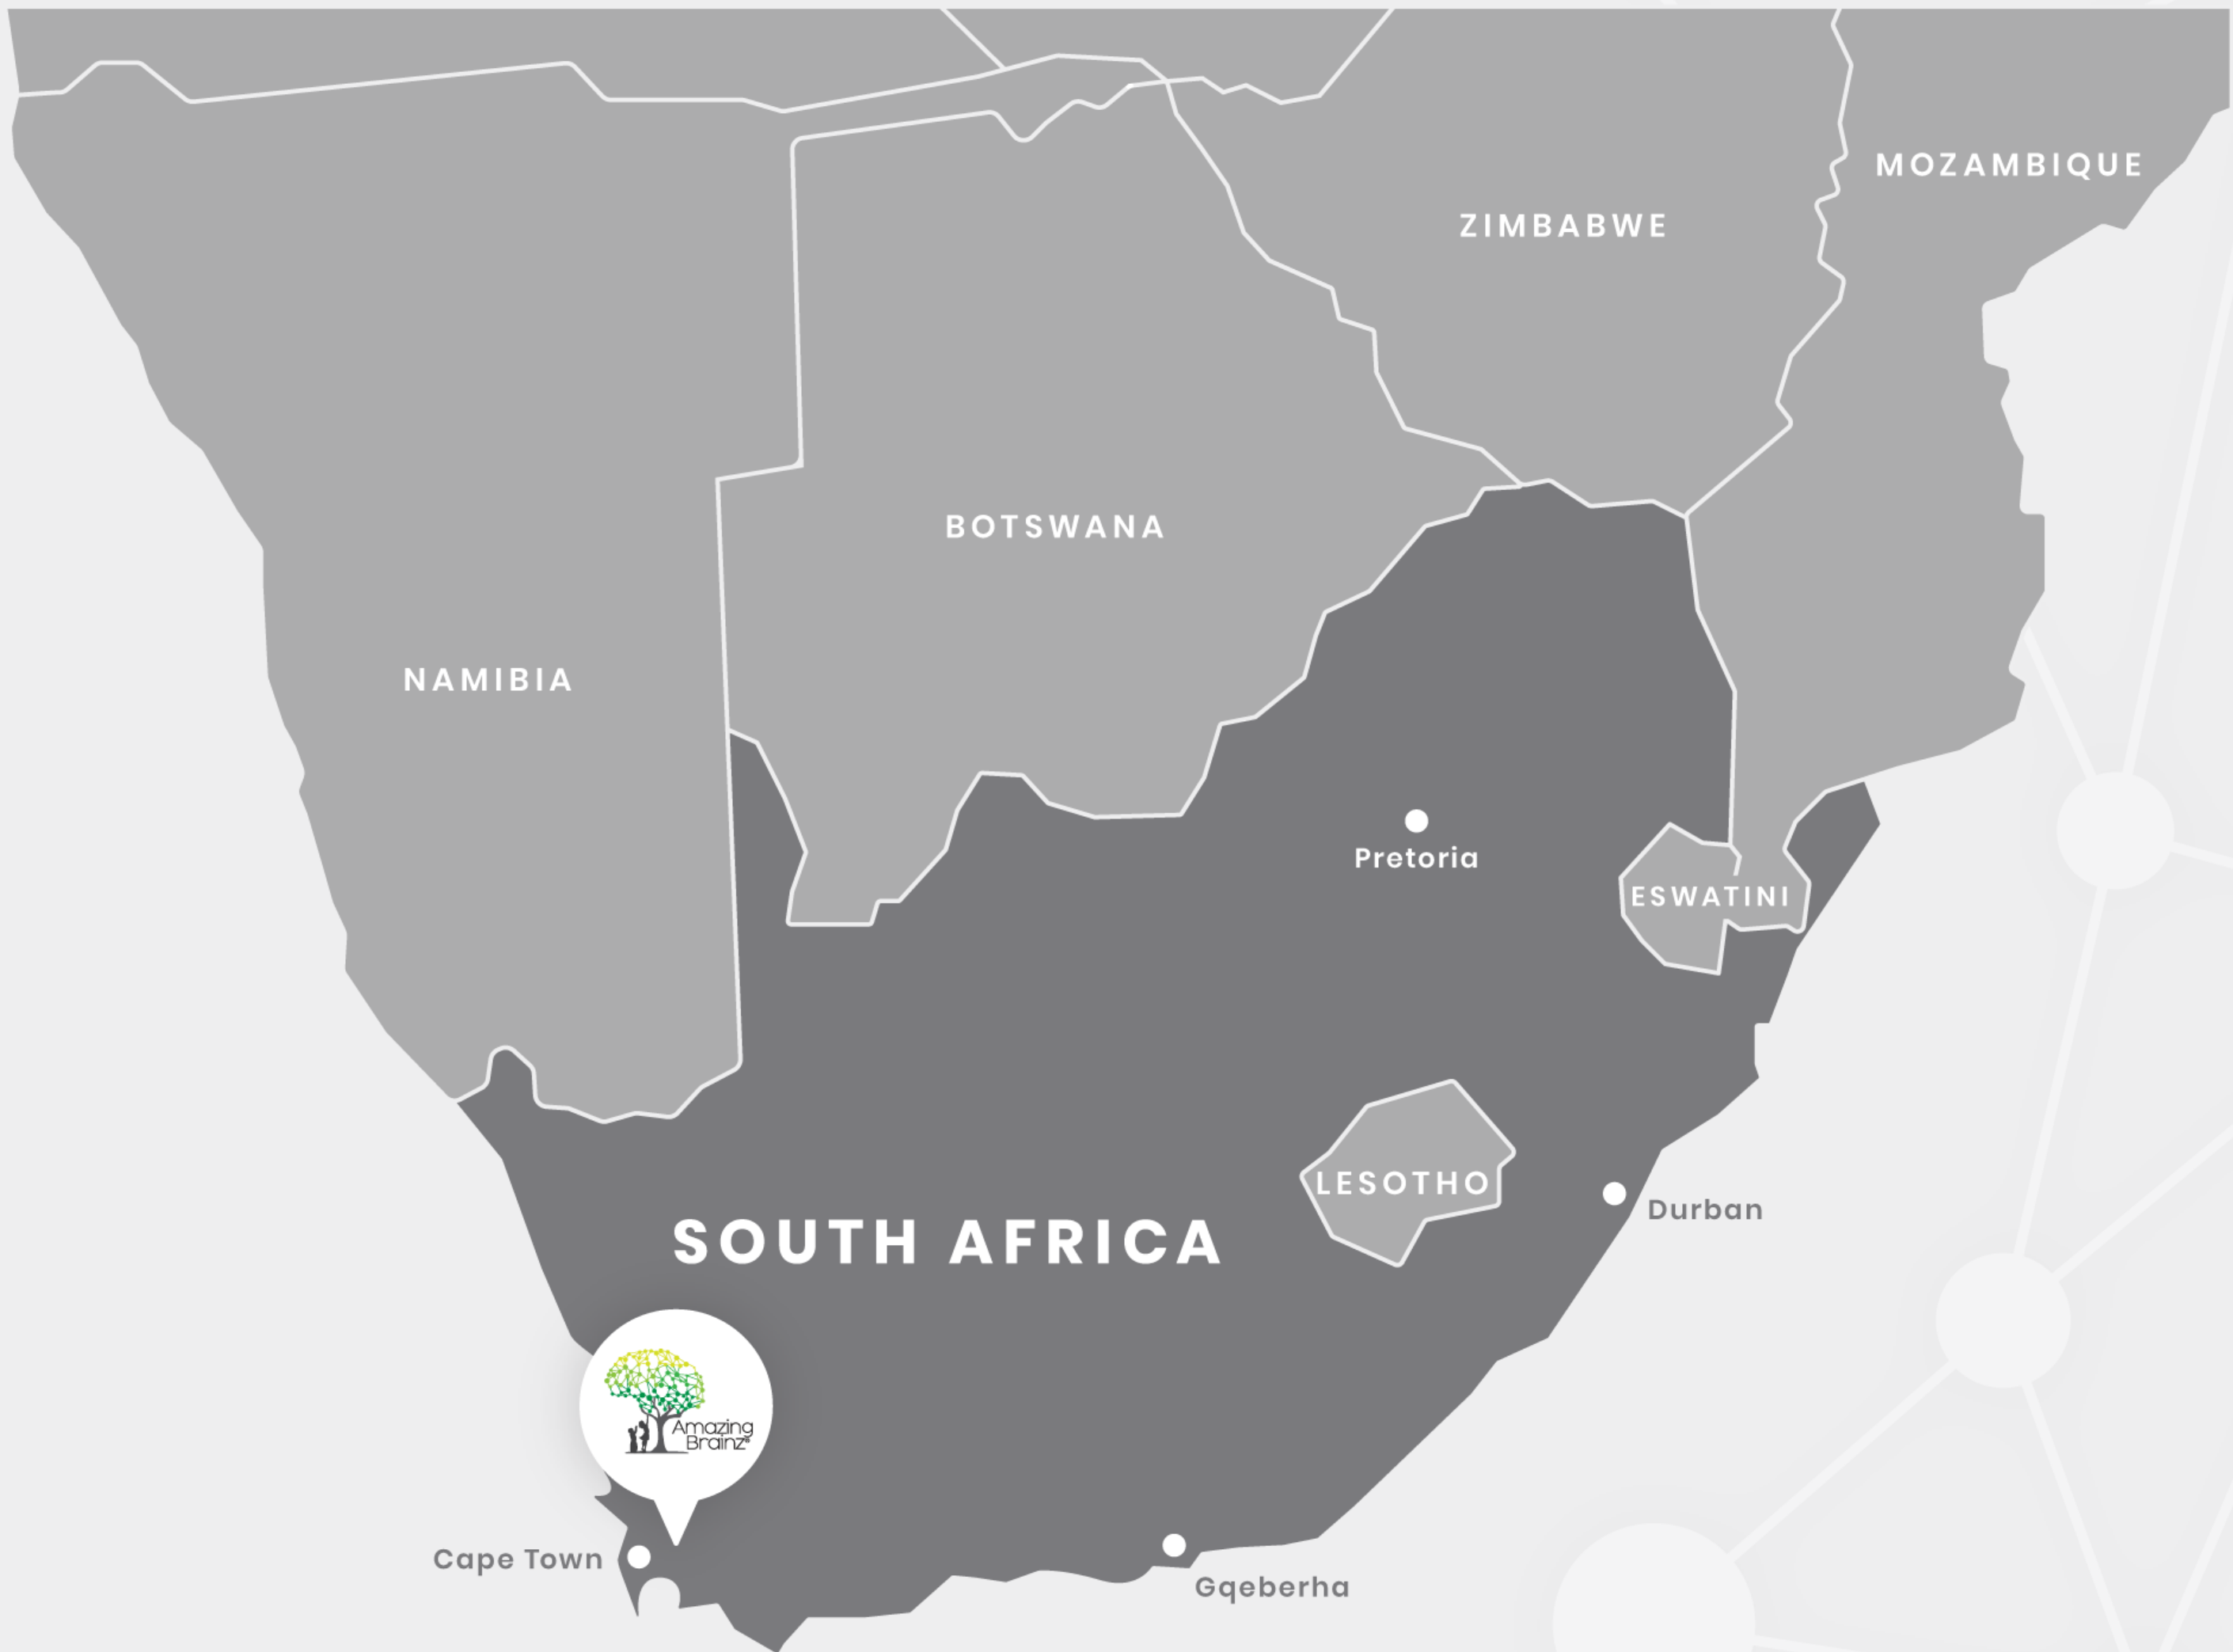 MOZAMBIQUE
ZIMBABWE
BOTSWANA
NAMIBIA
Pretoria
ESWATINI
LESOTHO
Durban
SOUTH AFRICA
Amazing
Brainz®
Cape Town
Gqeberha